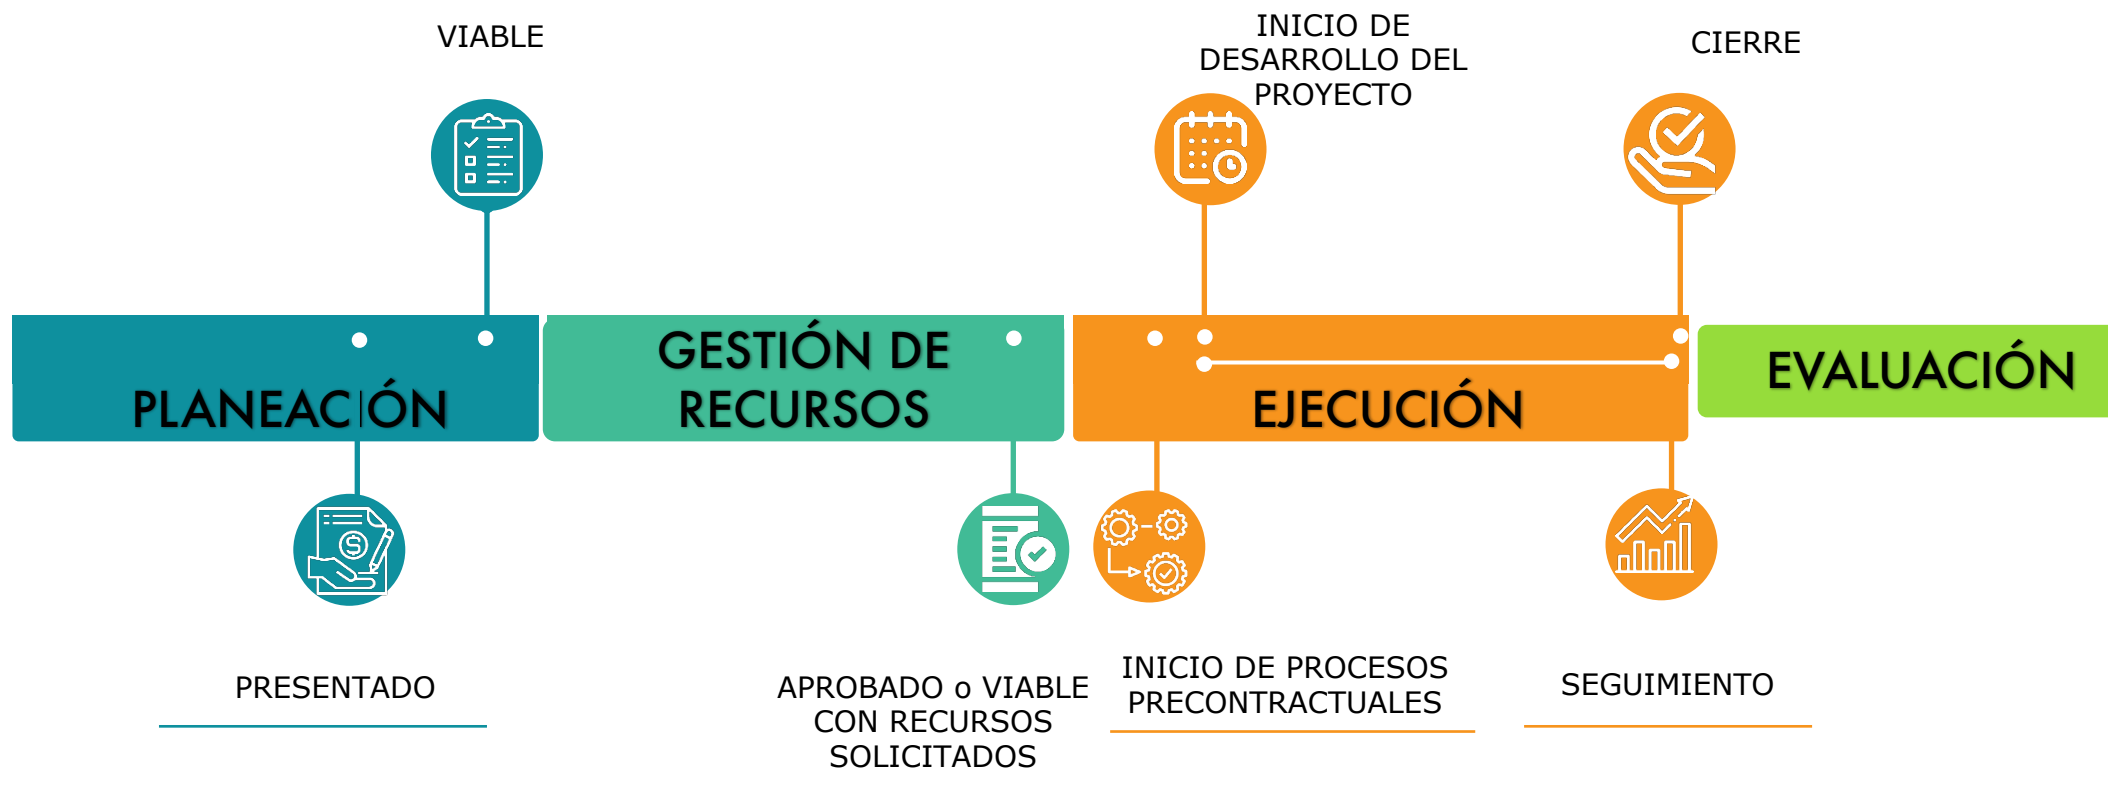 VIABLE
INICIO DE
DESARROLLO DEL
PROYECTO
CIERRE
PLANEACIÓN
GESTIÓN DE
RECURSOS
EJECUCIÓN
EVALUACIÓN
$
PRESENTADO
APROBADO o VIABLE
CON RECURSOS
SOLICITADOS
INICIO DE PROCESOS
PRECONTRACTUALES
SEGUIMIENTO